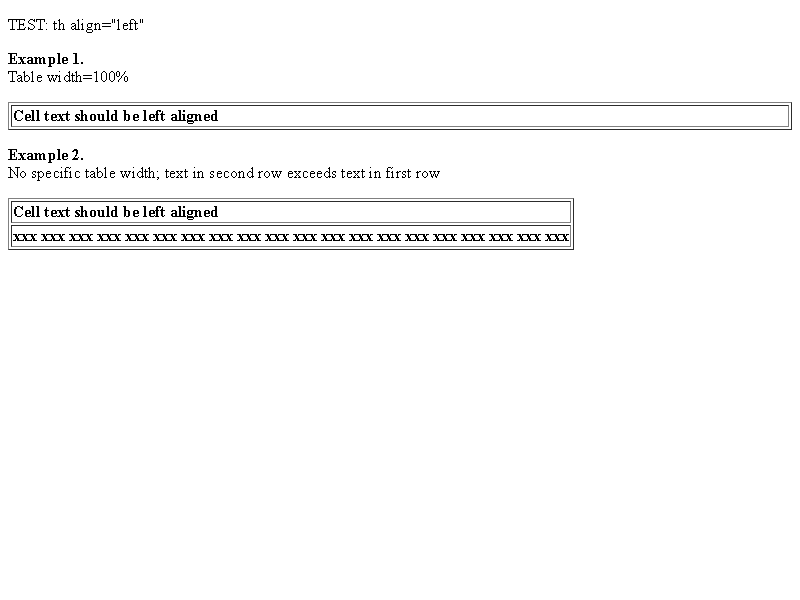 TEST: th align="left"
Example 1.
Table width=100%
Cell text should be left aligned
Example 2.
No specific table width; text in second row exceeds text in first row
Cell text should be left aligned
xxx xxx xxx xxx xxx xxx xxx xxx xxx xxx xxx xxx xxx xxx xxx xxx xxx xxx xxx xxx